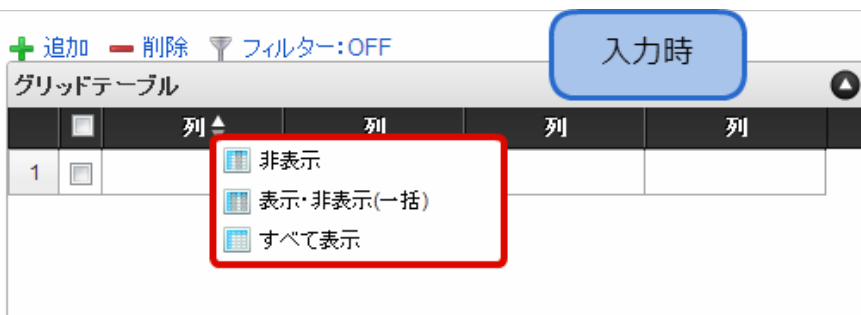 追加 削除 フィルター:OFF
入力時
グリッドテーブル
列 列 列 列
1
非表示
表示・非表示(一括)
すべて表示